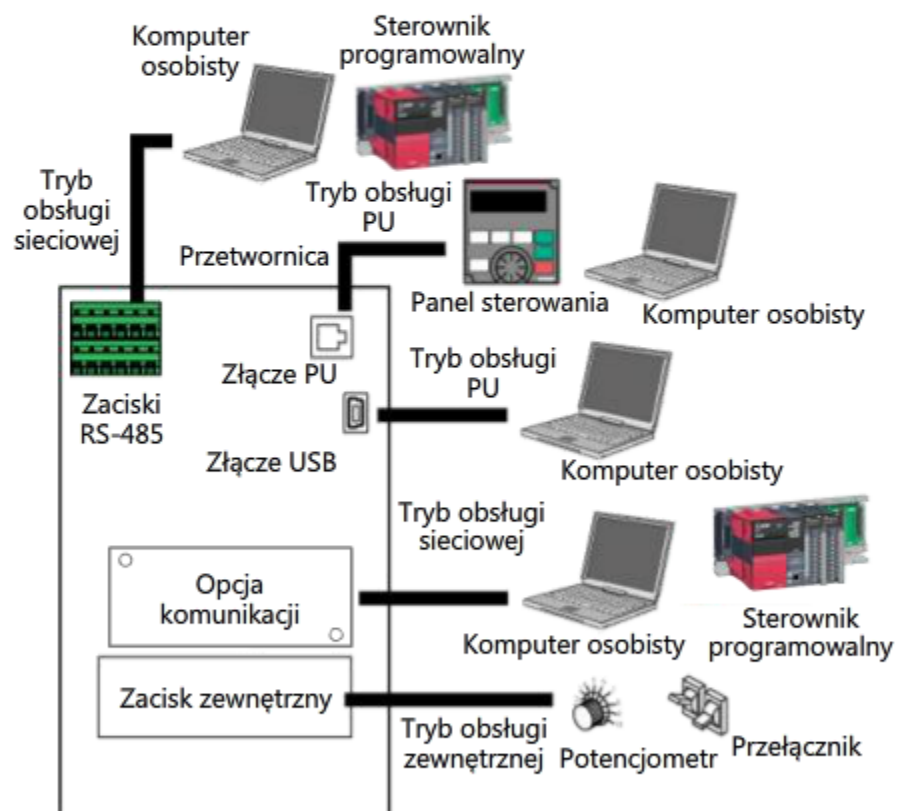 Komputer
osobisty
Sterownik
programowalny
Tryb
obsługi
sieciowej
Tryb obsługi
PU
Przetwornica
Panel sterowania
Komputer osobisty
Złącze PU
Tryb obsługi
PU
Zaciski
RS-485
Złącze USB
Komputer osobisty
Tryb obsługi
sieciowej
Opcja
komunikacji
Komputer osobisty
Sterownik
programowalny
Zacisk zewnętrzny
Tryb obsługi
zewnętrznej
Potencjometr
Przełącznik